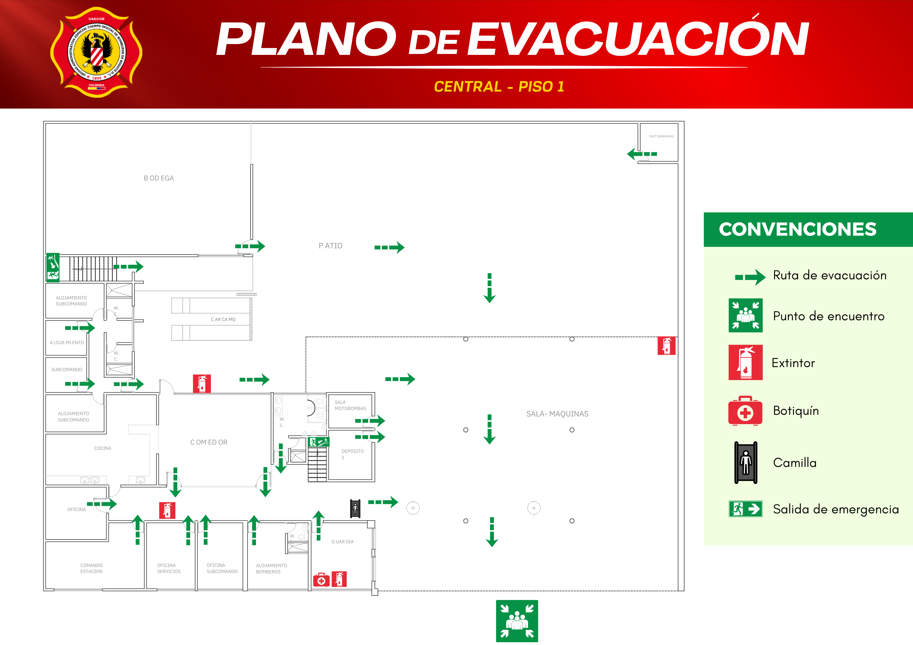 PLANO DE EVACUACIÓN
CENTRAL - PISO 1
BODEGA
PATIO
ALOJAMIENTO
SUBCOMANDO
W.
C.
CARCAMO
ALOJAMIENTO
W.
C.
SUBCOMANDO
ALOJAMIENTO
SUBCOMANDO
COCINA
COMEDOR
W.
C.
SALA
MOTOBOMBAS
DEPOSITO
1
SALA- MAQUINAS
OFICINA
COMANDO
ESTACION
OFICINA
SERVICIOS
OFICINA
SUBCOMANDO
ALOJAMIENTO
BOMBEROS
GUARDIA
CONVENCIONES
Ruta de evacuación
Punto de encuentro
Extintor
Botiquín
Camilla
Salida de emergencia